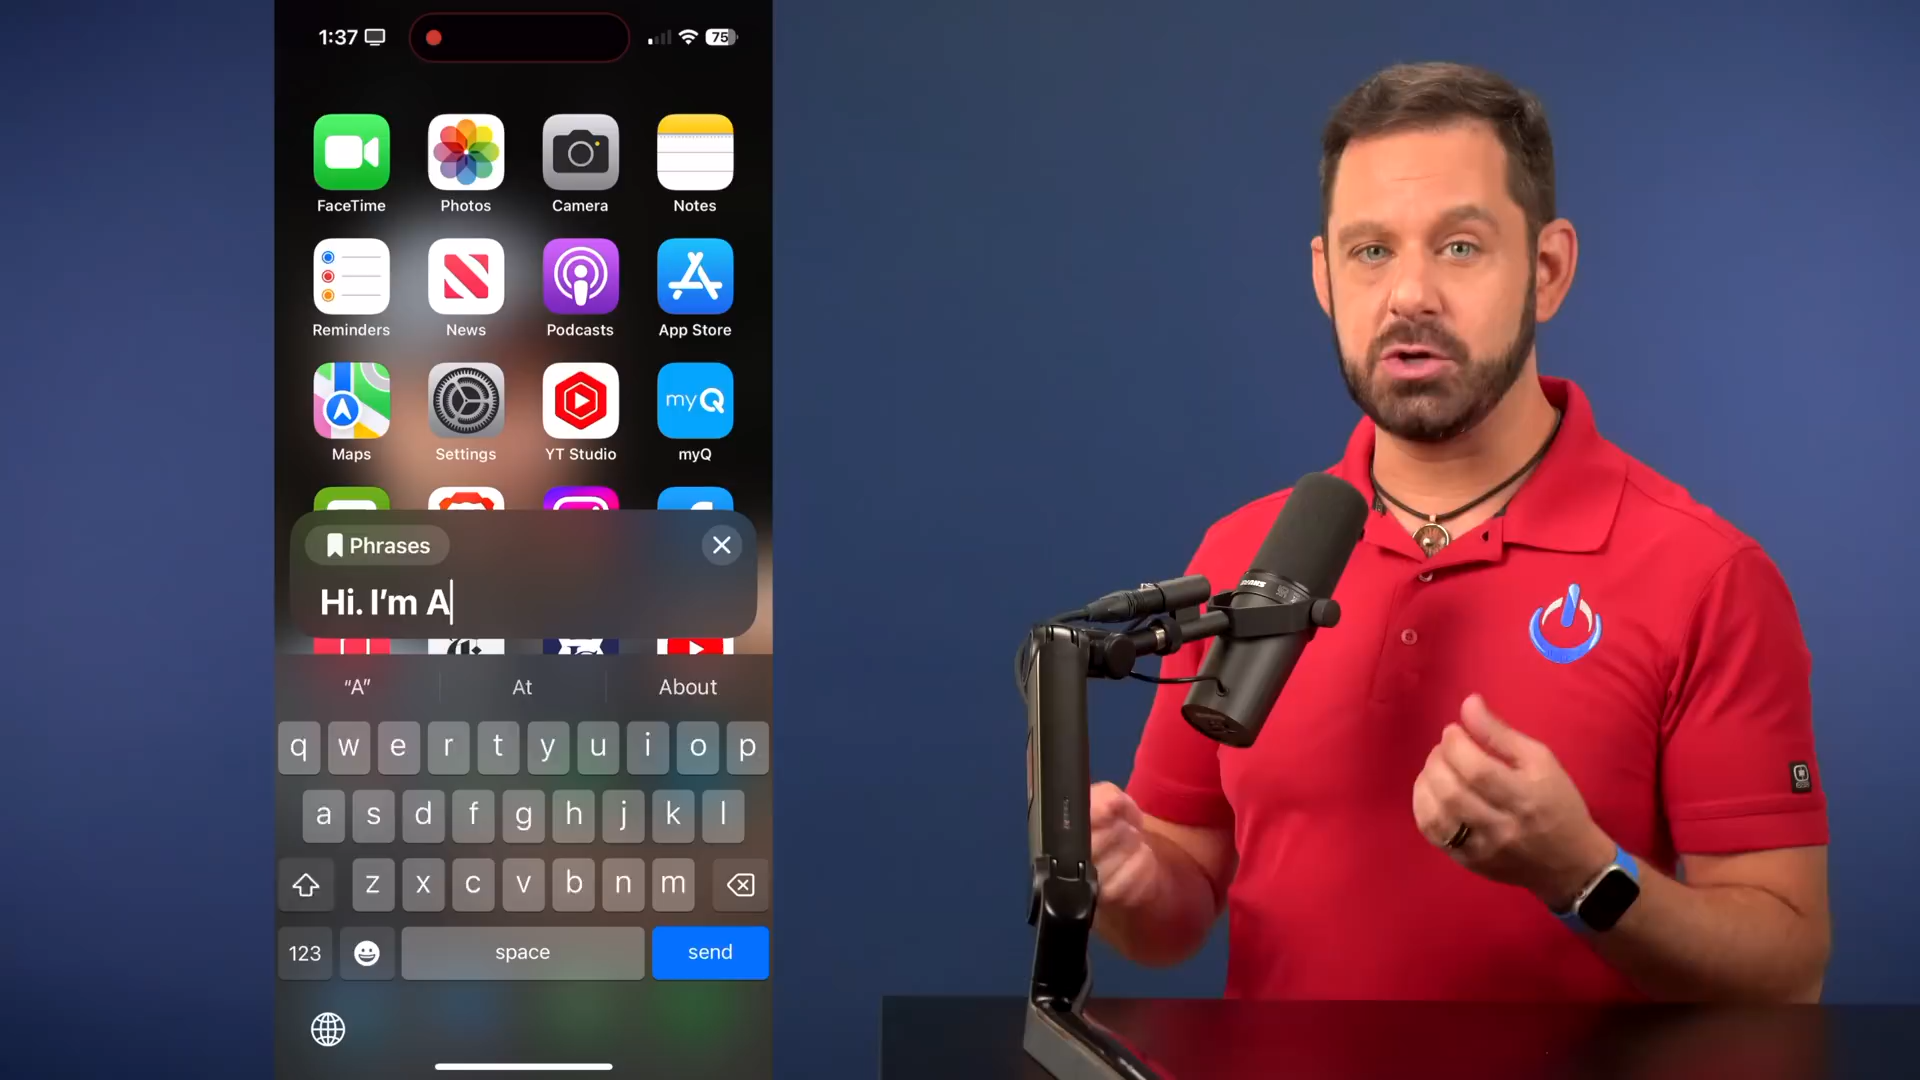 1:37
75
FaceTime Photos Camera Notes
Reminders News Podcasts App Store
myQ
Maps Settings YT Studio myQ
Phrases
Hi. I'm A
"A" At About
q w e r t y u i o p
a s d f g h j k l
z x c v b n m
123 space send
SHURE